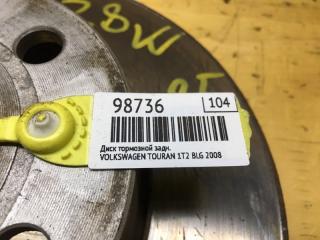 98736
104
Диск тормозной задн.
VOLKSWAGEN TOURAN 1T2 BLG 2008